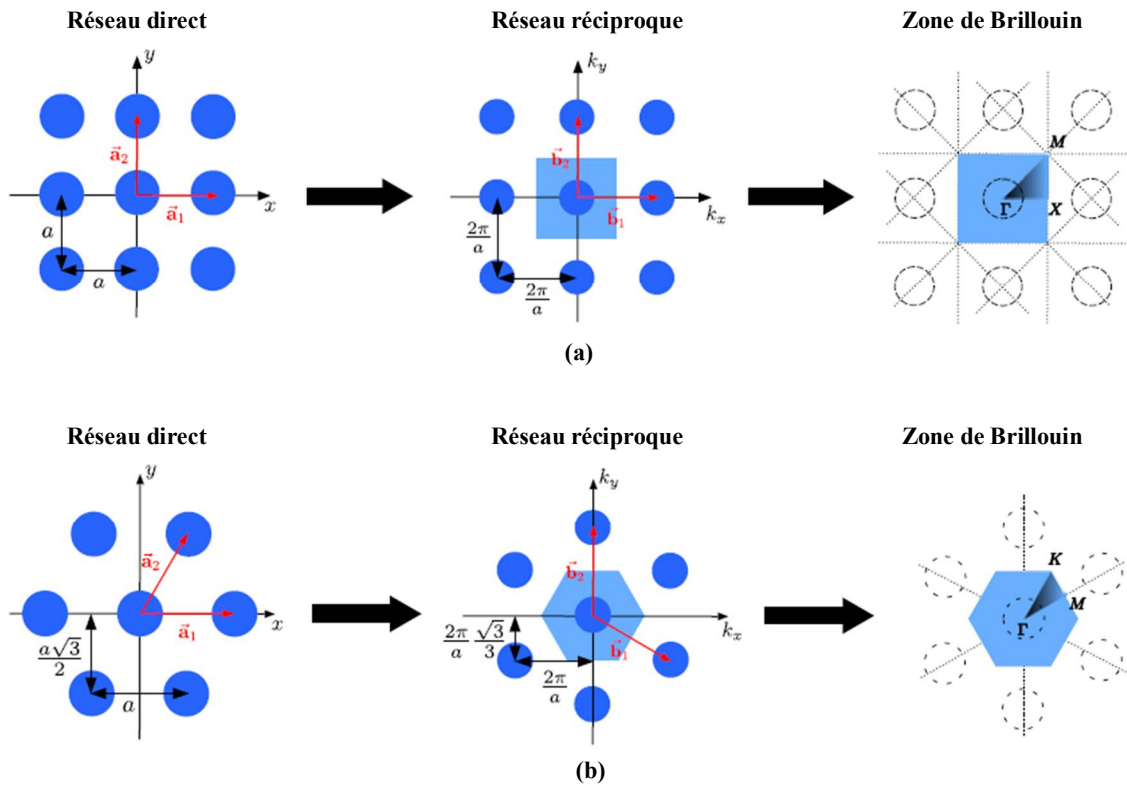 Réseau direct
Réseau réciproque
Zone de Brillouin
y
a⃗₂
a⃗₁
x
a
a
k_y
b⃗₂
b⃗₁
k_x
2π/a
2π/a
M
Γ
X
(a)
Réseau direct
Réseau réciproque
Zone de Brillouin
y
a⃗₂
a⃗₁
x
a√3/2
a
k_y
b⃗₂
b⃗₁
k_x
2π/a √3/3
2π/a
K
M
Γ
(b)